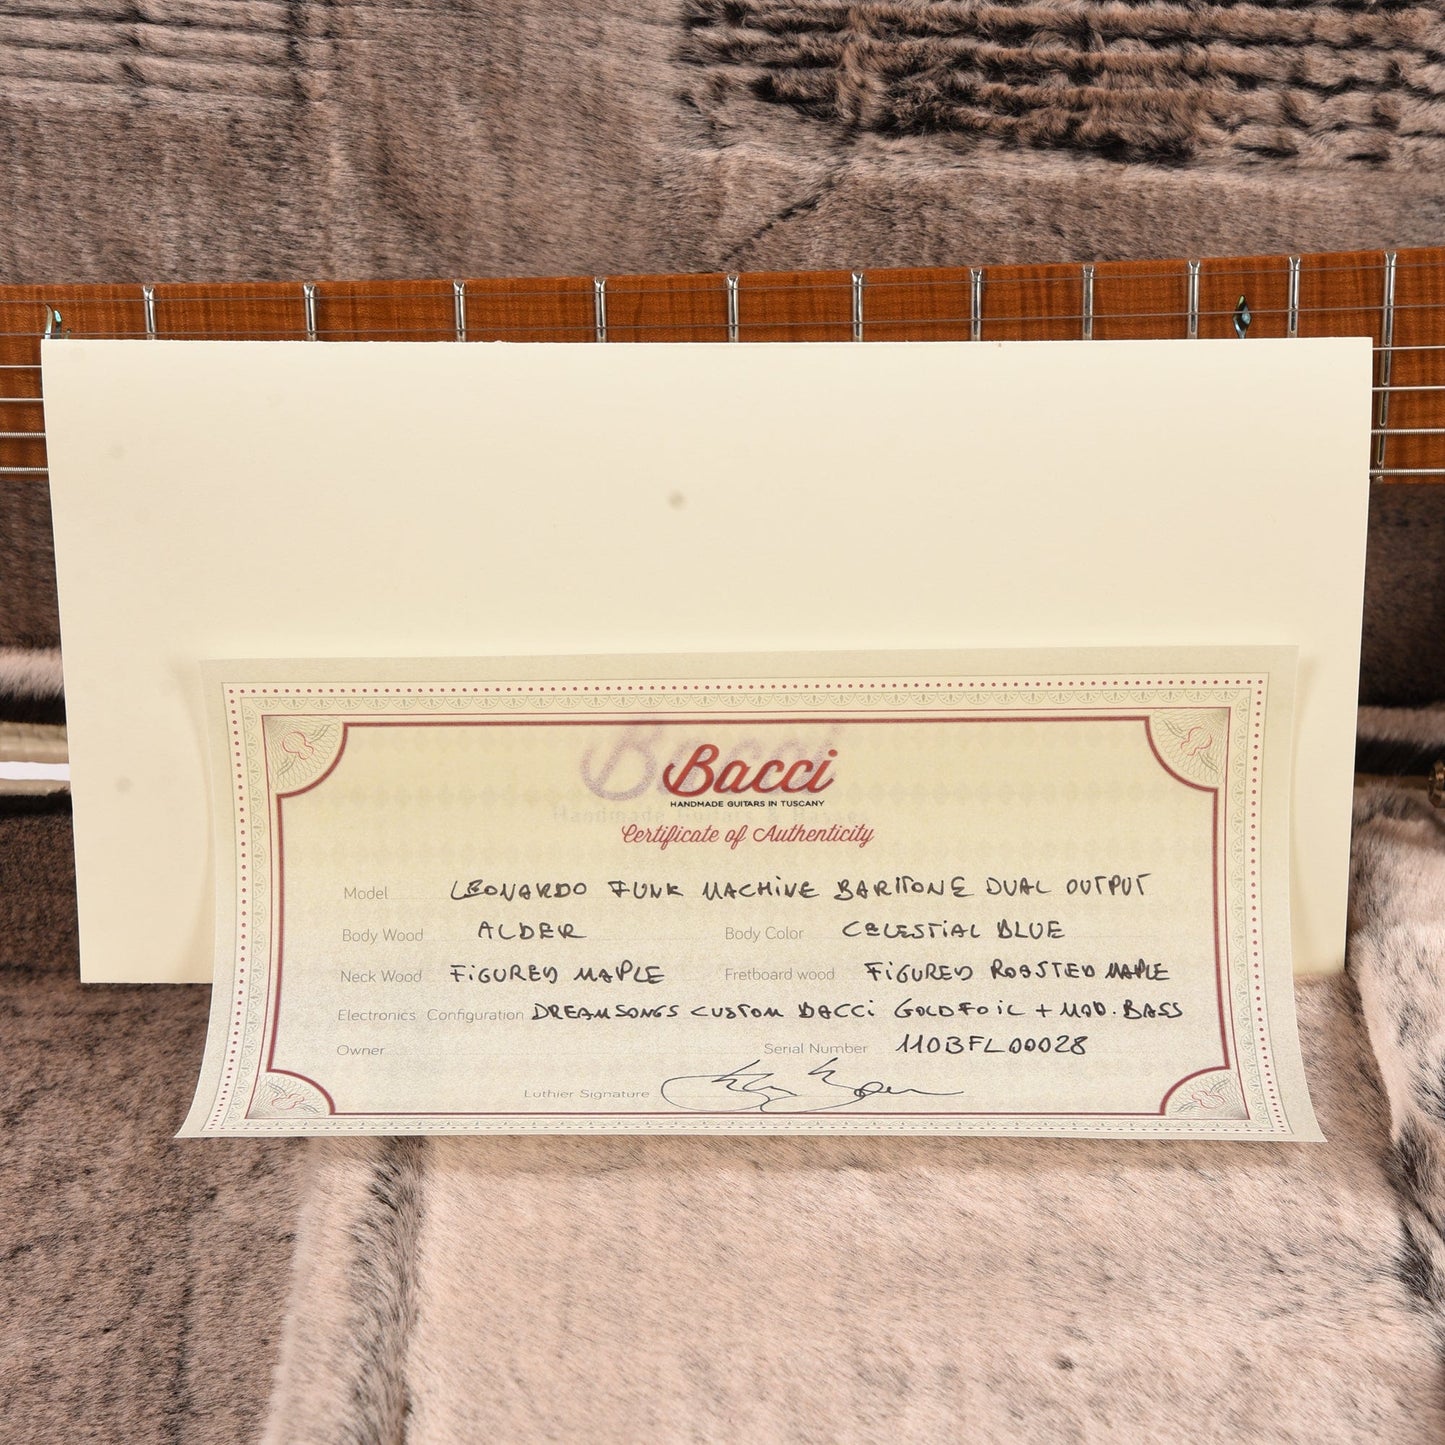 Bacci
HANDMADE GUITARS IN TUSCANY
Certificate of Authenticity
Model LEONARDO FUNK MACHINE BARITONE DUAL OUTPUT
Body Wood ALDER Body Color CELESTIAL BLUE
Neck Wood FIGURED MAPLE Fretboard wood FIGURED ROASTED MAPLE
Electronics Configuration DREAMSONGS CUSTOM BACCI GOLDFOIL + MOD. BASS
Owner Serial Number 110BFL00028
Luthier Signature